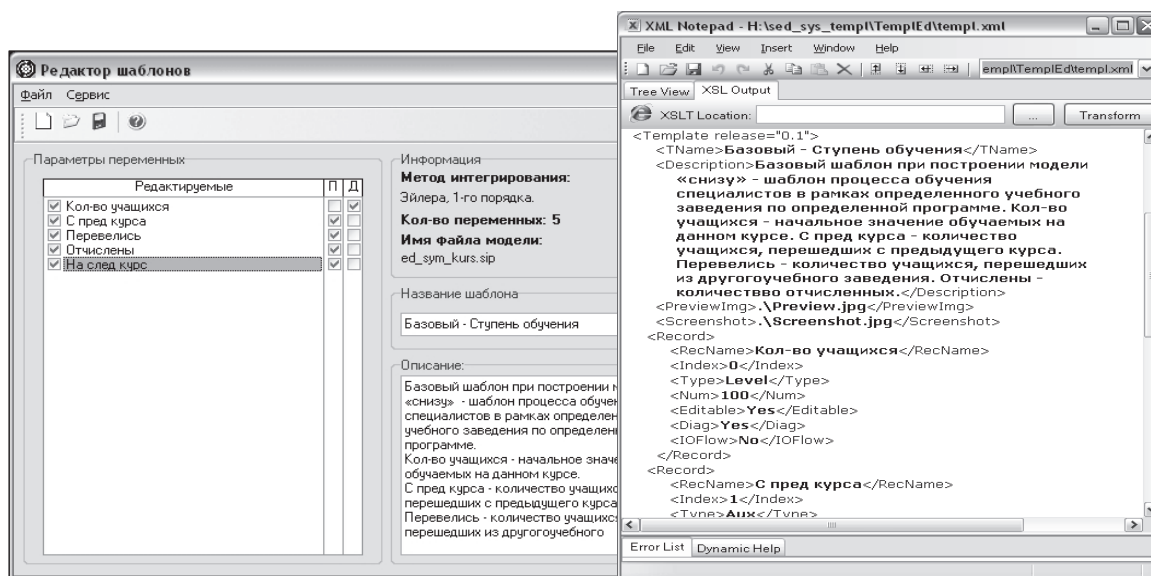 Редактор шаблонов
Файл Сервис
Параметры переменных
Редактируемые П Д
Кол-во учащихся
С пред курса
Перевелись
Отчислены
На след курс
Информация
Метод интегрирования:
Эйлера, 1-го порядка.
Кол-во переменных: 5
Имя файла модели:
ed_sym_kurs.sip
Название шаблона
Базовый - Ступень обучения
Описание:
Базовый шаблон при построении
«снизу» - шаблон процесса обучен
специалистов в рамках определен
учебного заведения по определенн
программе.
Кол-во учащихся - начальное значе
обучаемых на данном курсе.
С пред курса - количество учащихс
перешедших с предыдущего курса
Перевелись - количество учащихс
перешедших из другогоучебного
XML Notepad - H:\sed_sys_templ\TemplEd\templ.xml
File Edit View Insert Window Help
empl\TemplEd\templ.xml
Tree View XSL Output
XSLT Location: ... Transform
<Template release="0.1">
<TName>Базовый - Ступень обучения</TName>
<Description>Базовый шаблон при построении модели
«снизу» - шаблон процесса обучения
специалистов в рамках определенного учебного
заведения по определенной программе. Кол-во
учащихся - начальное значение обучаемых на
данном курсе. С пред курса - количество
учащихся, перешедших с предыдущего курса.
Перевелись - количество учащихся, перешедших
из другогоучебного заведения. Отчислены -
количествво отчисленных.</Description>
<PreviewImg>.\Preview.jpg</PreviewImg>
<Screenshot>.\Screenshot.jpg</Screenshot>
<Record>
<RecName>Кол-во учащихся</RecName>
<Index>0</Index>
<Type>Level</Type>
<Num>100</Num>
<Editable>Yes</Editable>
<Diag>Yes</Diag>
<IOFlow>No</IOFlow>
</Record>
<Record>
<RecName>С пред курса</RecName>
<Index>1</Index>
<Type>Aux</Type>
Error List Dynamic Help